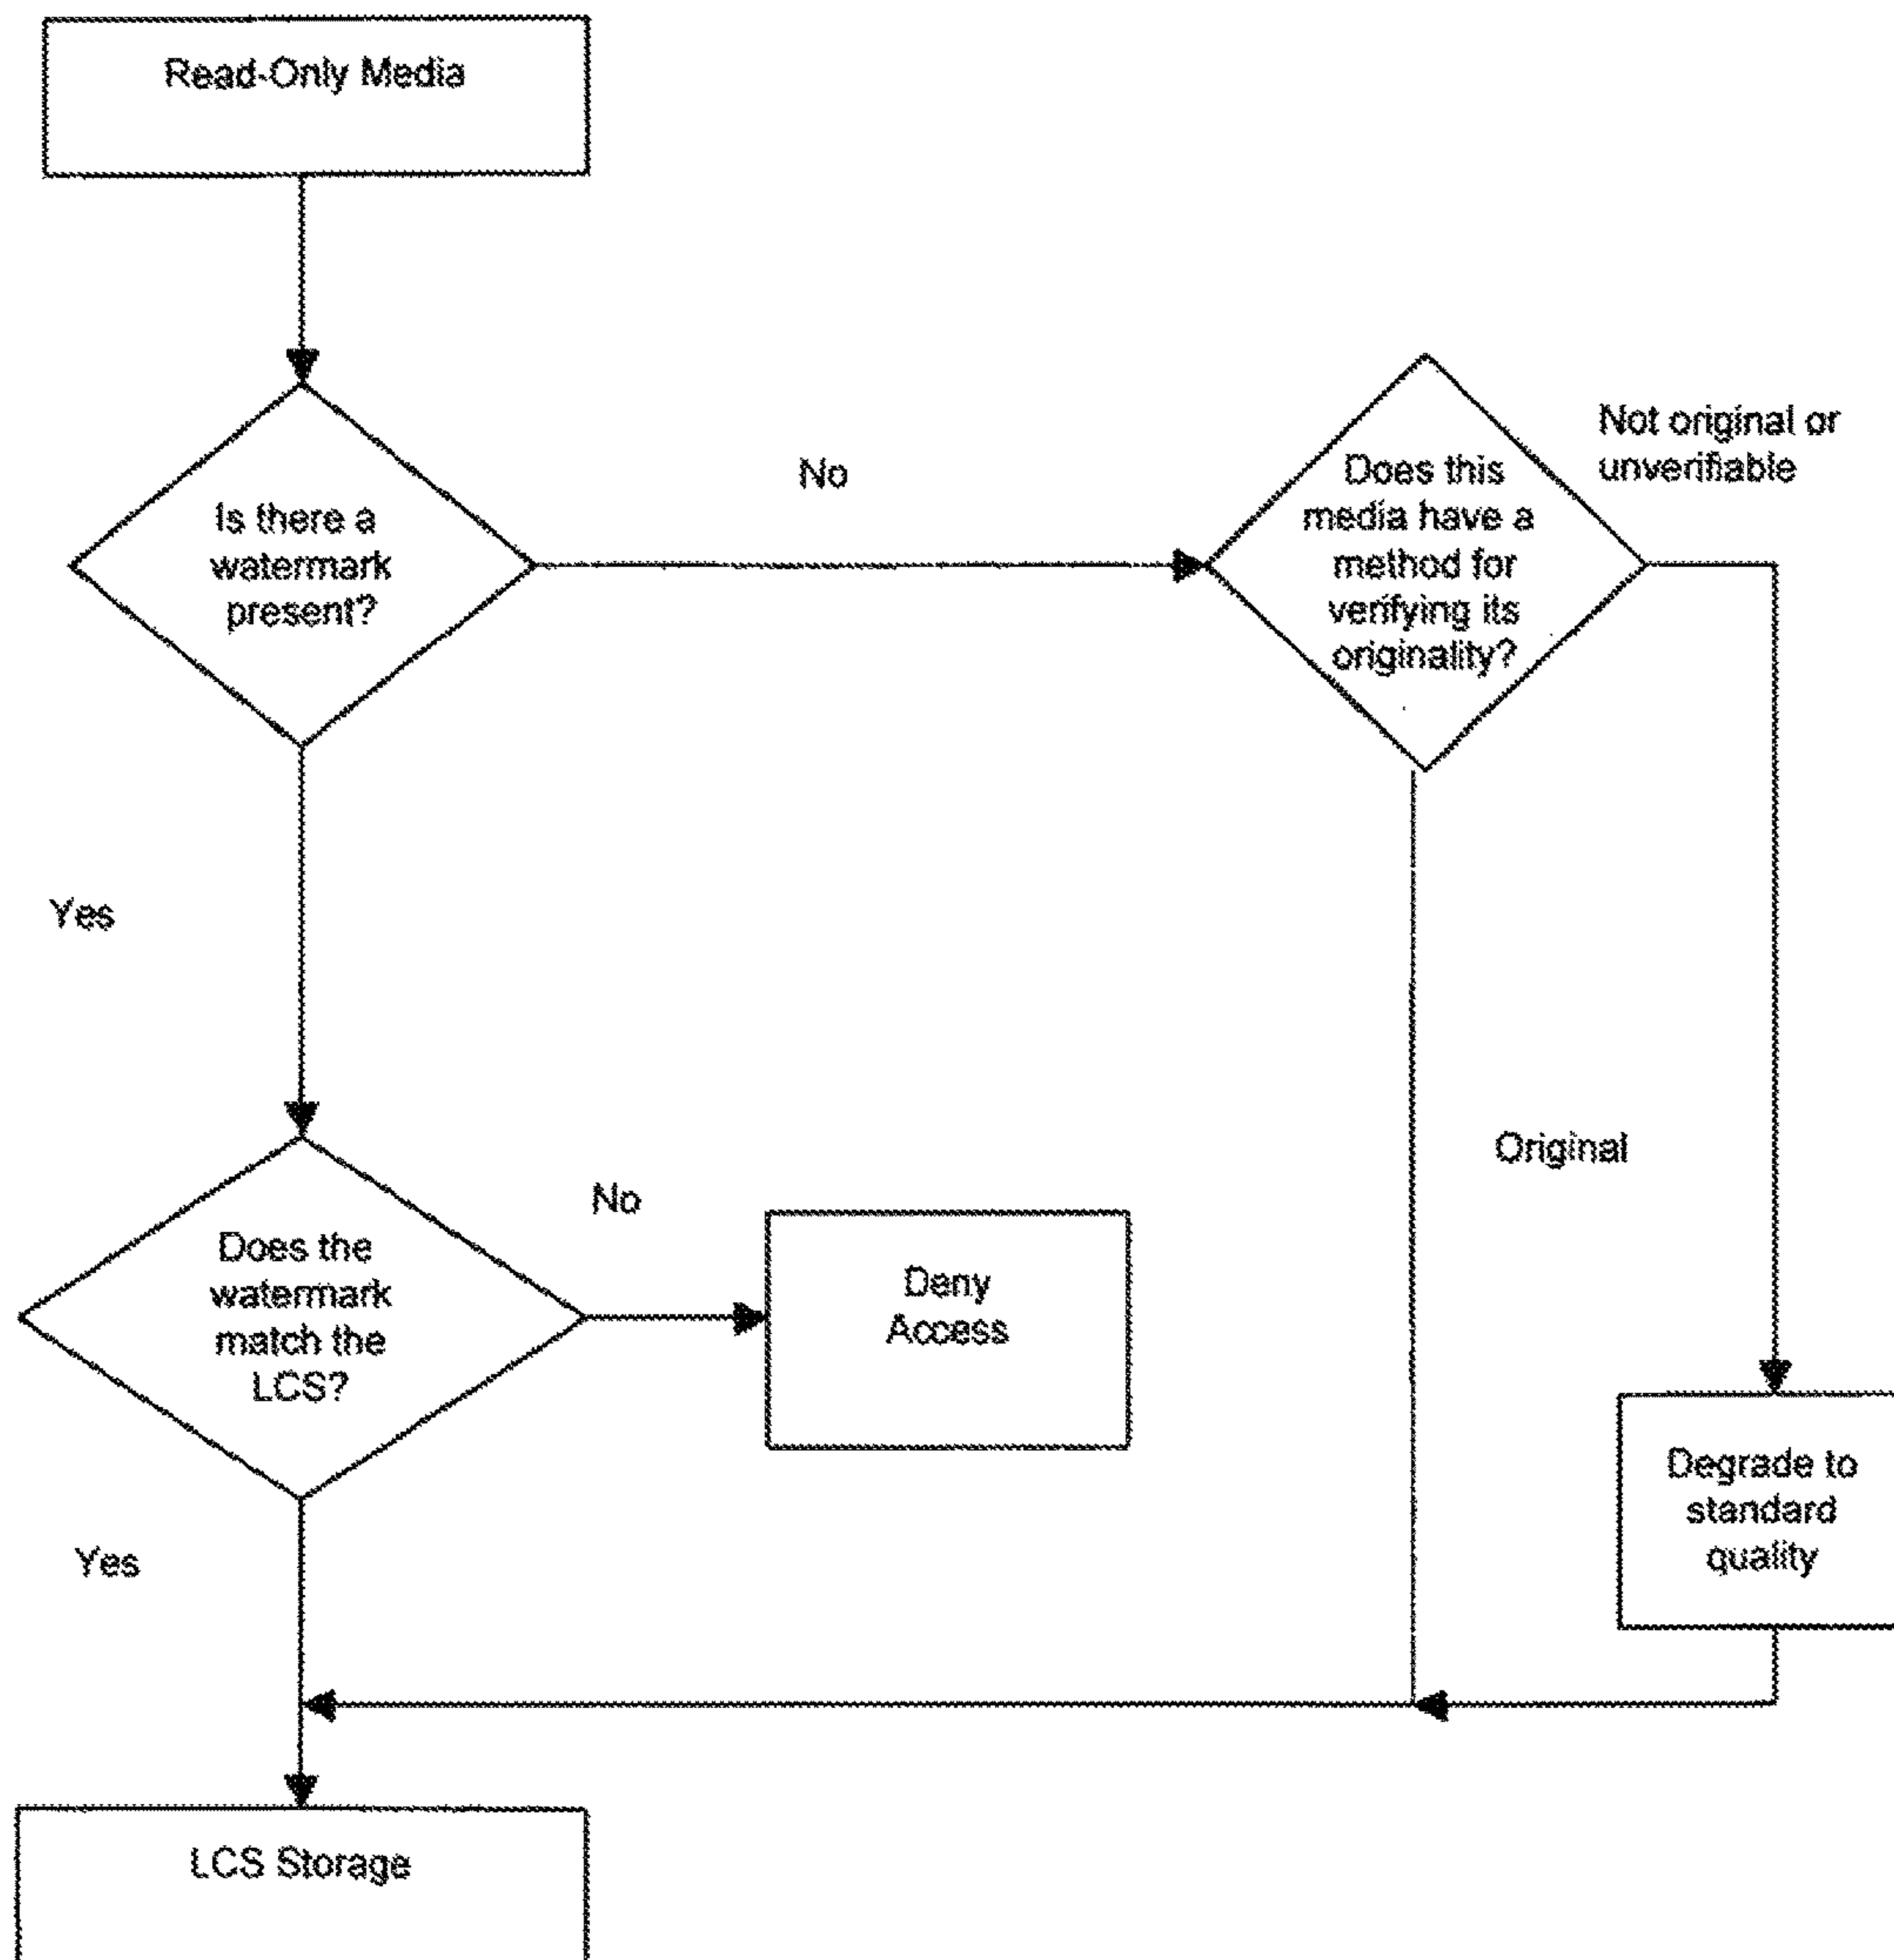 Read-Only Media
Is there a
watermark
present?
No
Does this
media have a
method for
verifying its
originality?
Not original or
unverifiable
Yes
Original
Does the
watermark
match the
LCS?
No
Deny
Access
Degrade to
standard
quality
Yes
LCS Storage